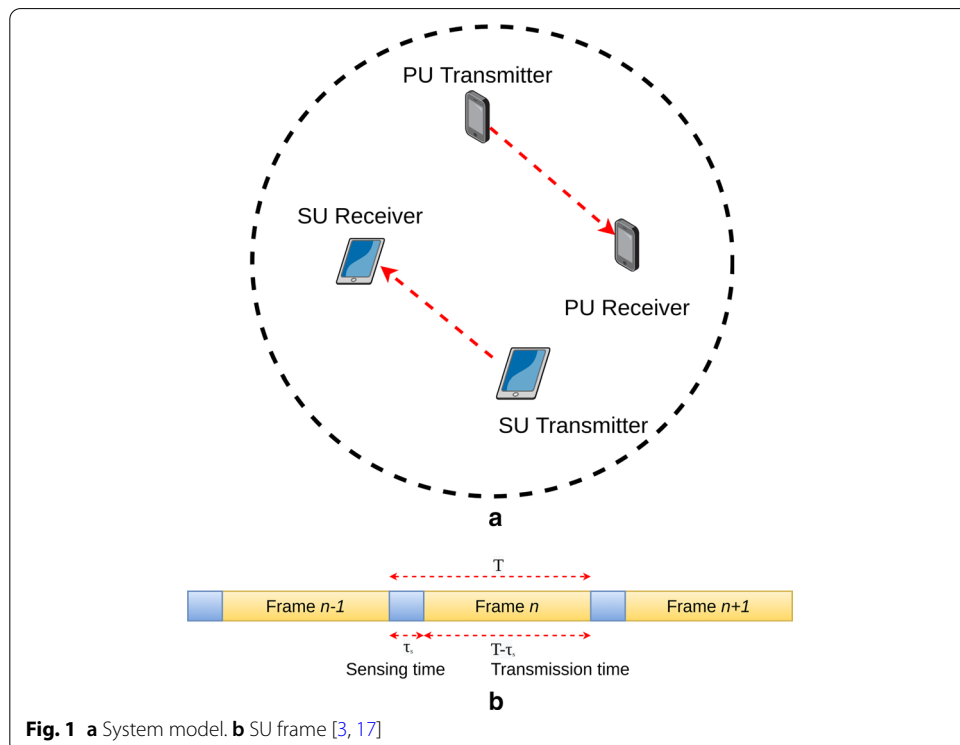 PU Transmitter
SU Receiver
PU Receiver
SU Transmitter
a
T
Frame n-1 Frame n Frame n+1
τs T-τs
Sensing time Transmission time
b
Fig. 1 a System model. b SU frame [3, 17]